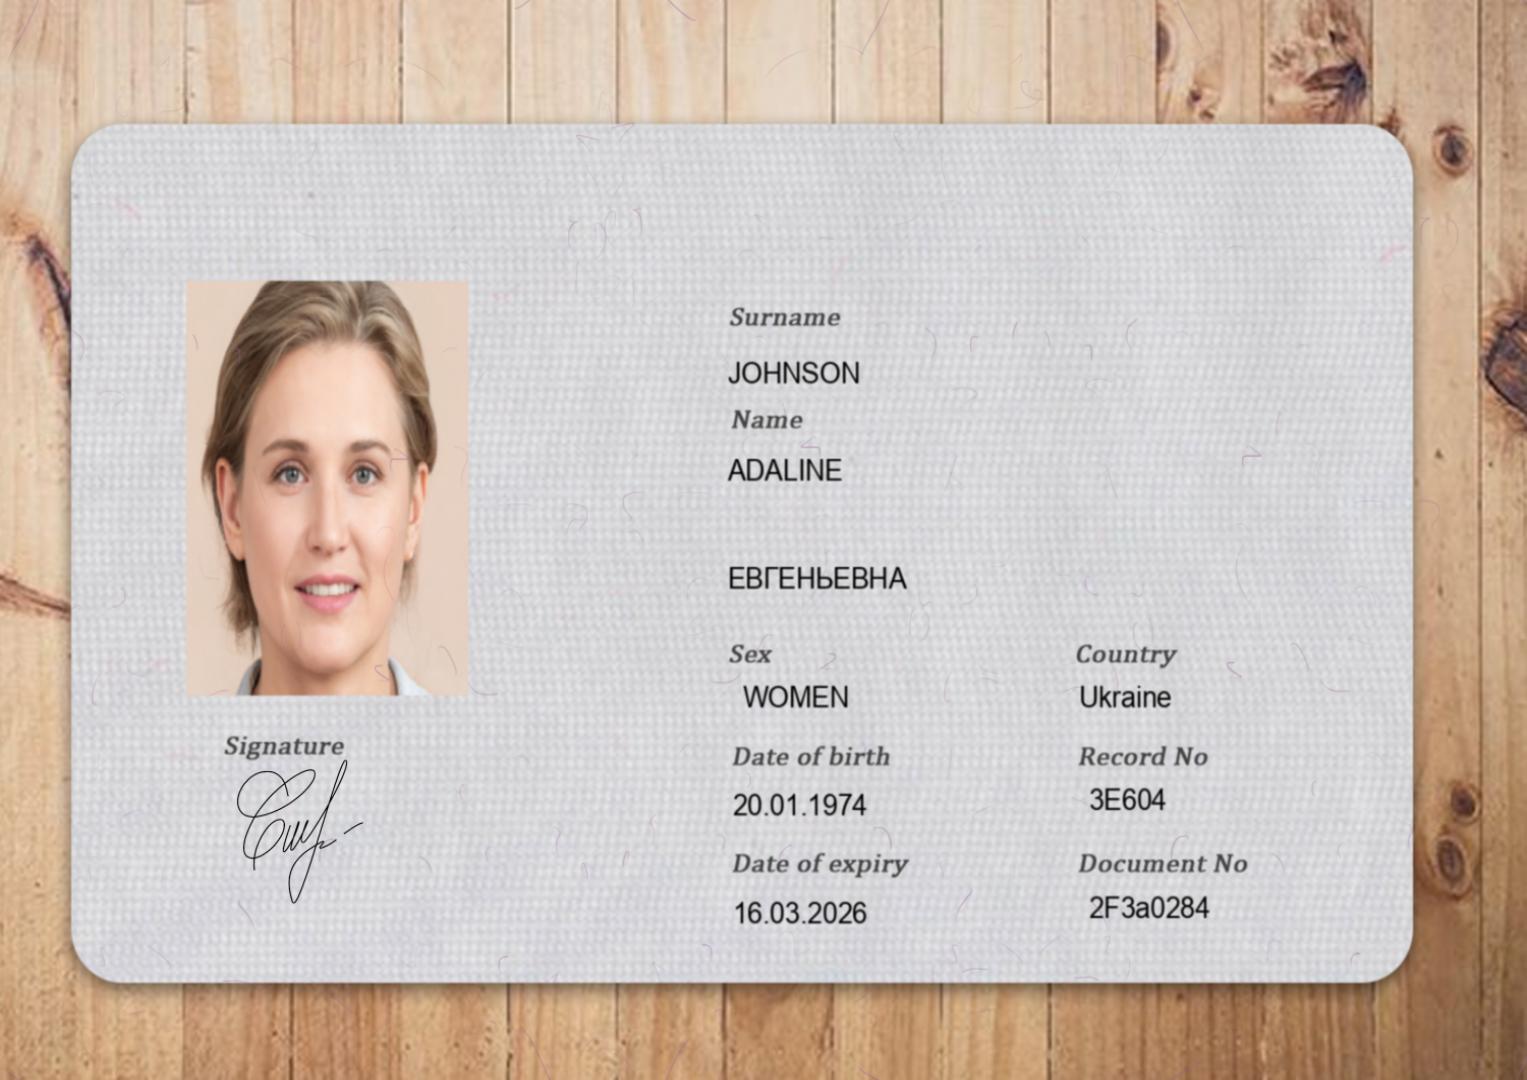 Surname
JOHNSON
Name
ADALINE
ЕВГЕНЬЕВНА
Sex Country
WOMEN Ukraine
Date of birth Record No
20.01.1974 3E604
Date of expiry Document No
16.03.2026 2F3a0284
Signature